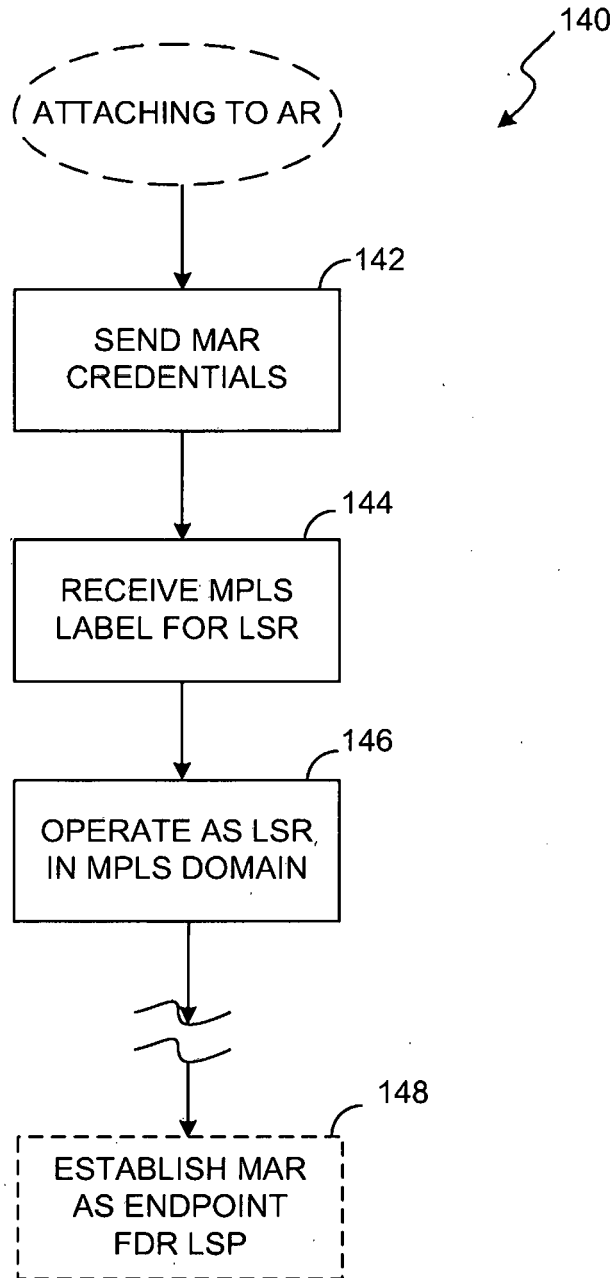 140
ATTACHING TO AR
142
SEND MAR
CREDENTIALS
144
RECEIVE MPLS
LABEL FOR LSR
146
OPERATE AS LSR
IN MPLS DOMAIN
148
ESTABLISH MAR
AS ENDPOINT
FDR LSP